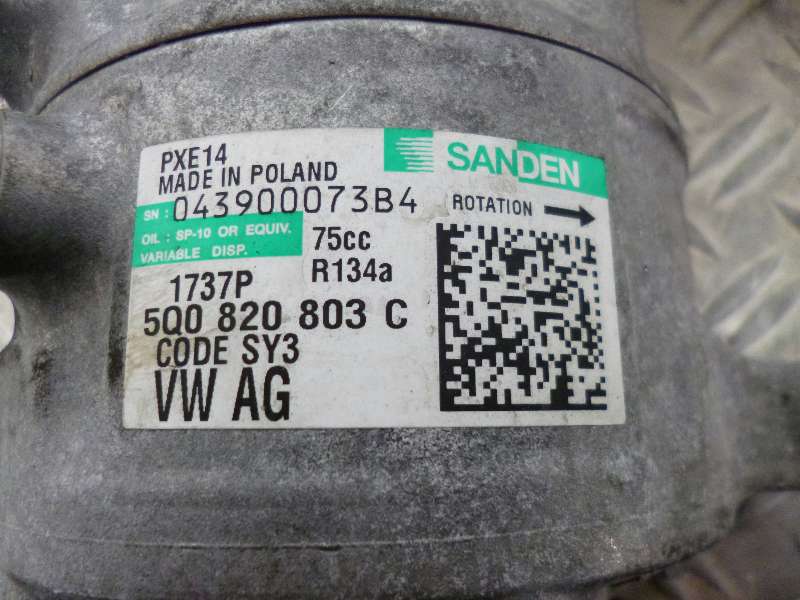 PXE14
MADE IN POLAND
SANDEN
SN : 043900073B4
ROTATION
OIL : SP-10 OR EQUIV.
VARIABLE DISP.
75cc
R134a
1737P
5Q0 820 803 C
CODE SY3
VW AG